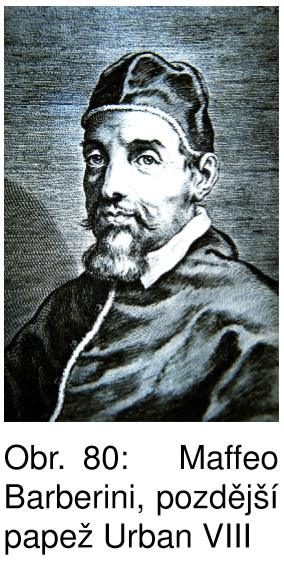 Obr. 80: Maffeo
Barberini, pozdější
papež Urban VIII